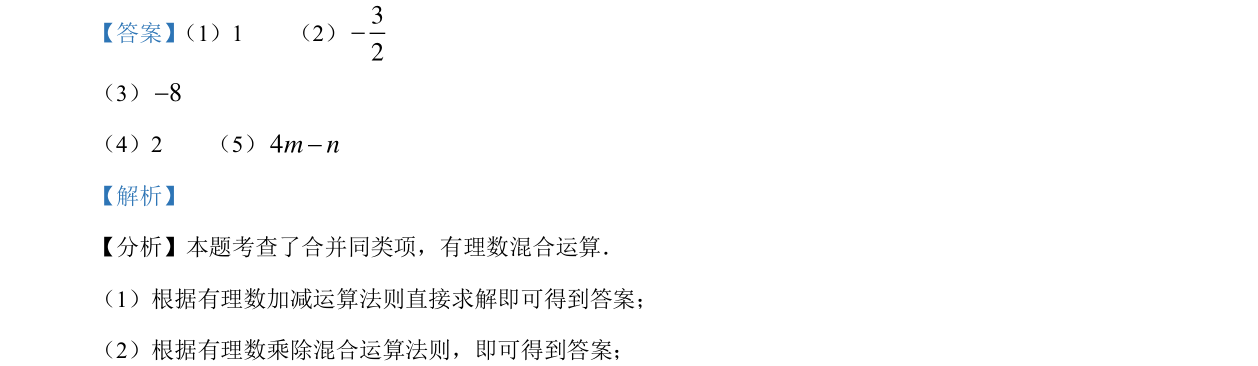 【答案】（1）1 （2）$-\frac{3}{2}$
（3）−8
（4）2 （5）4m−n
【解析】
【分析】本题考查了合并同类项，有理数混合运算．
（1）根据有理数加减运算法则直接求解即可得到答案；
（2）根据有理数乘除混合运算法则，即可得到答案；